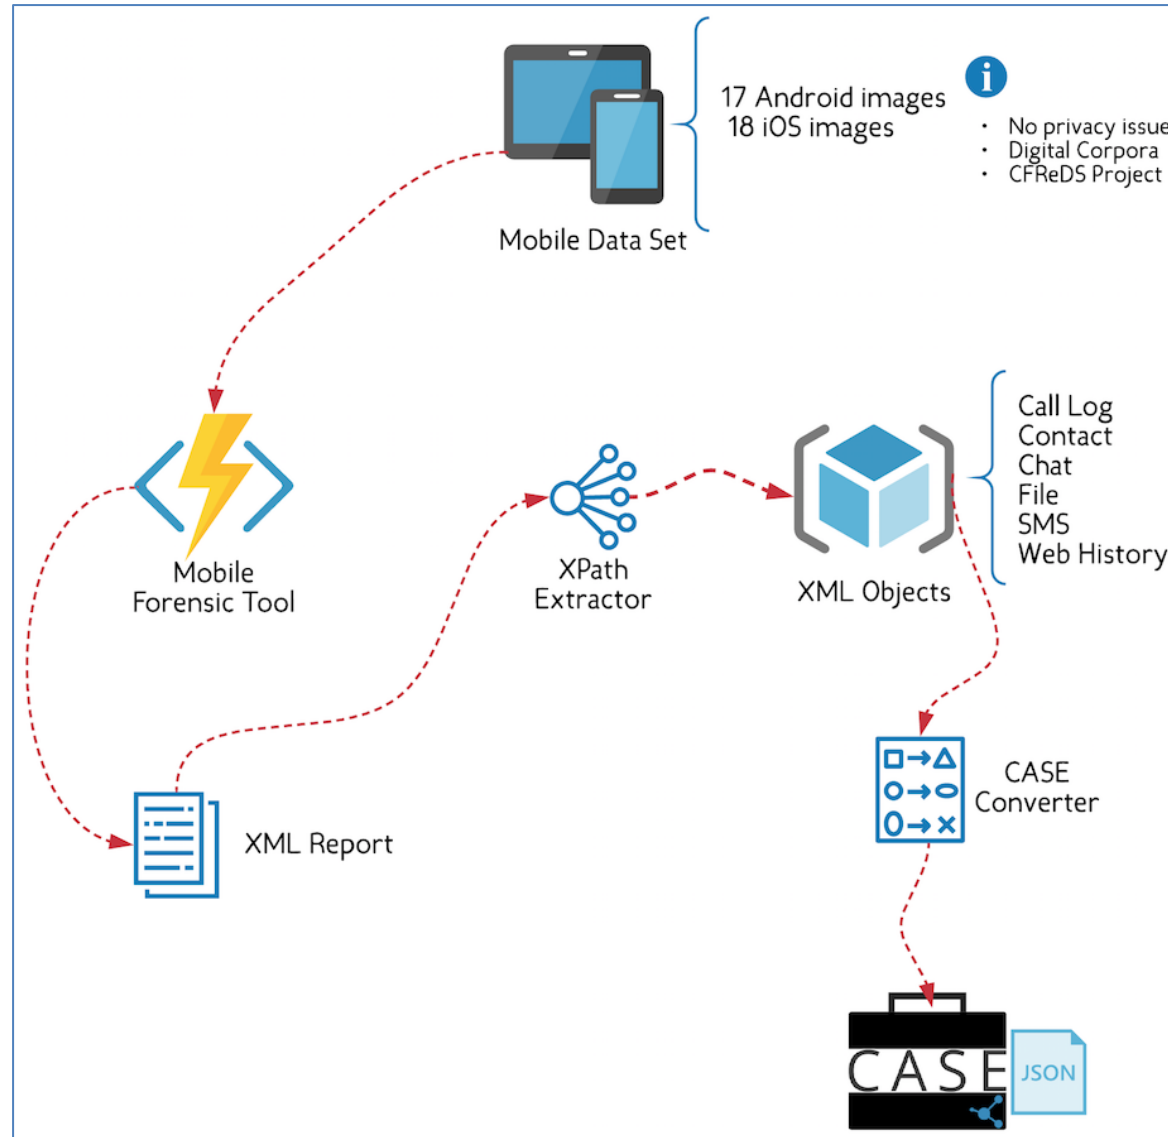 17 Android images
18 iOS images
i
• No privacy issue
• Digital Corpora
• CFReDS Project
Mobile Data Set
Mobile
Forensic Tool
XPath
Extractor
XML Objects
Call Log
Contact
Chat
File
SMS
Web History
XML Report
CASE
Converter
CASE
JSON